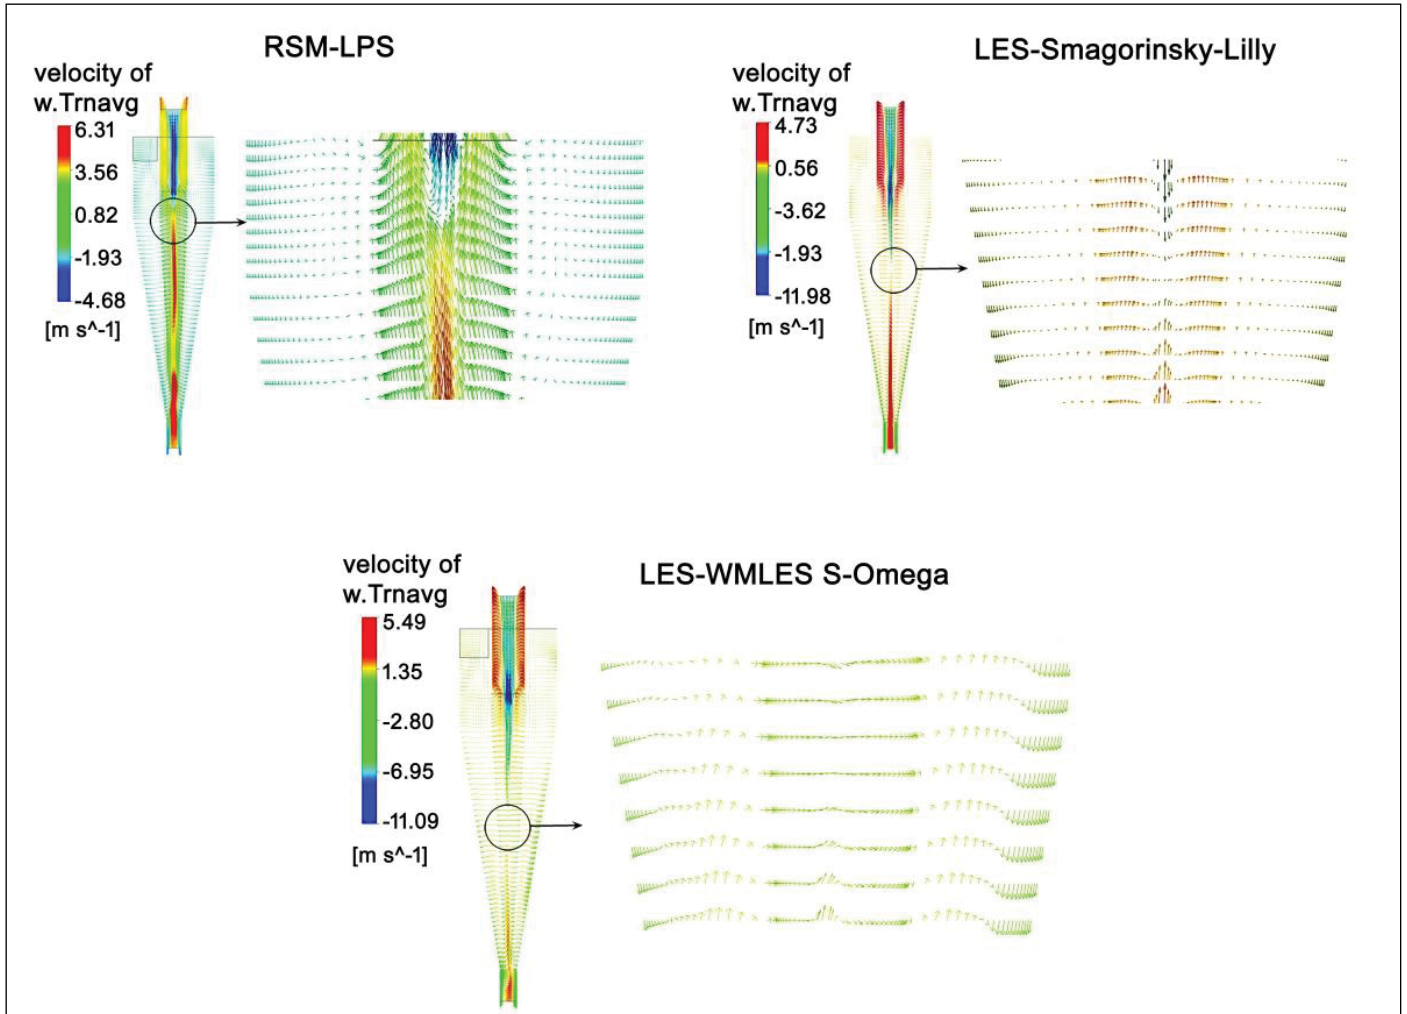 RSM-LPS
velocity of
w.Trnavg
6.31
3.56
0.82
-1.93
-4.68
[m s^-1]
LES-Smagorinsky-Lilly
velocity of
w.Trnavg
4.73
0.56
-3.62
-1.93
-11.98
[m s^-1]
LES-WMLES S-Omega
velocity of
w.Trnavg
5.49
1.35
-2.80
-6.95
-11.09
[m s^-1]